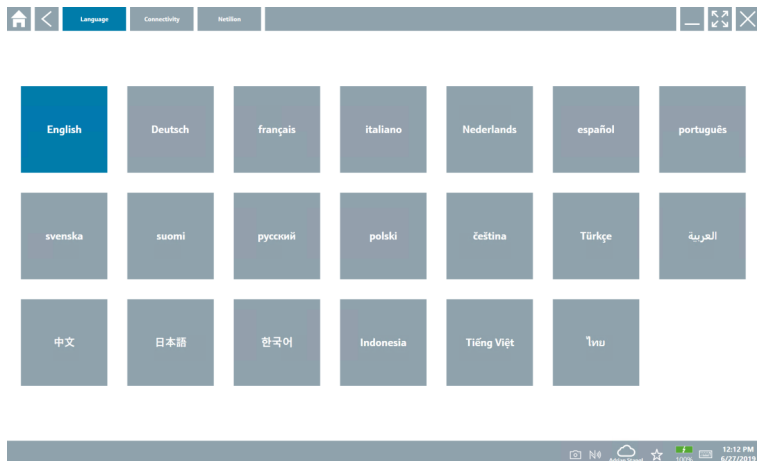 Language
Connectivity
Netilion
English
Deutsch
français
italiano
Nederlands
español
português
svenska
suomi
русский
polski
čeština
Türkçe
العربية
中文
日本語
한국어
Indonesia
Tiếng Việt
ไทย
100%
12:12 PM
6/27/2019